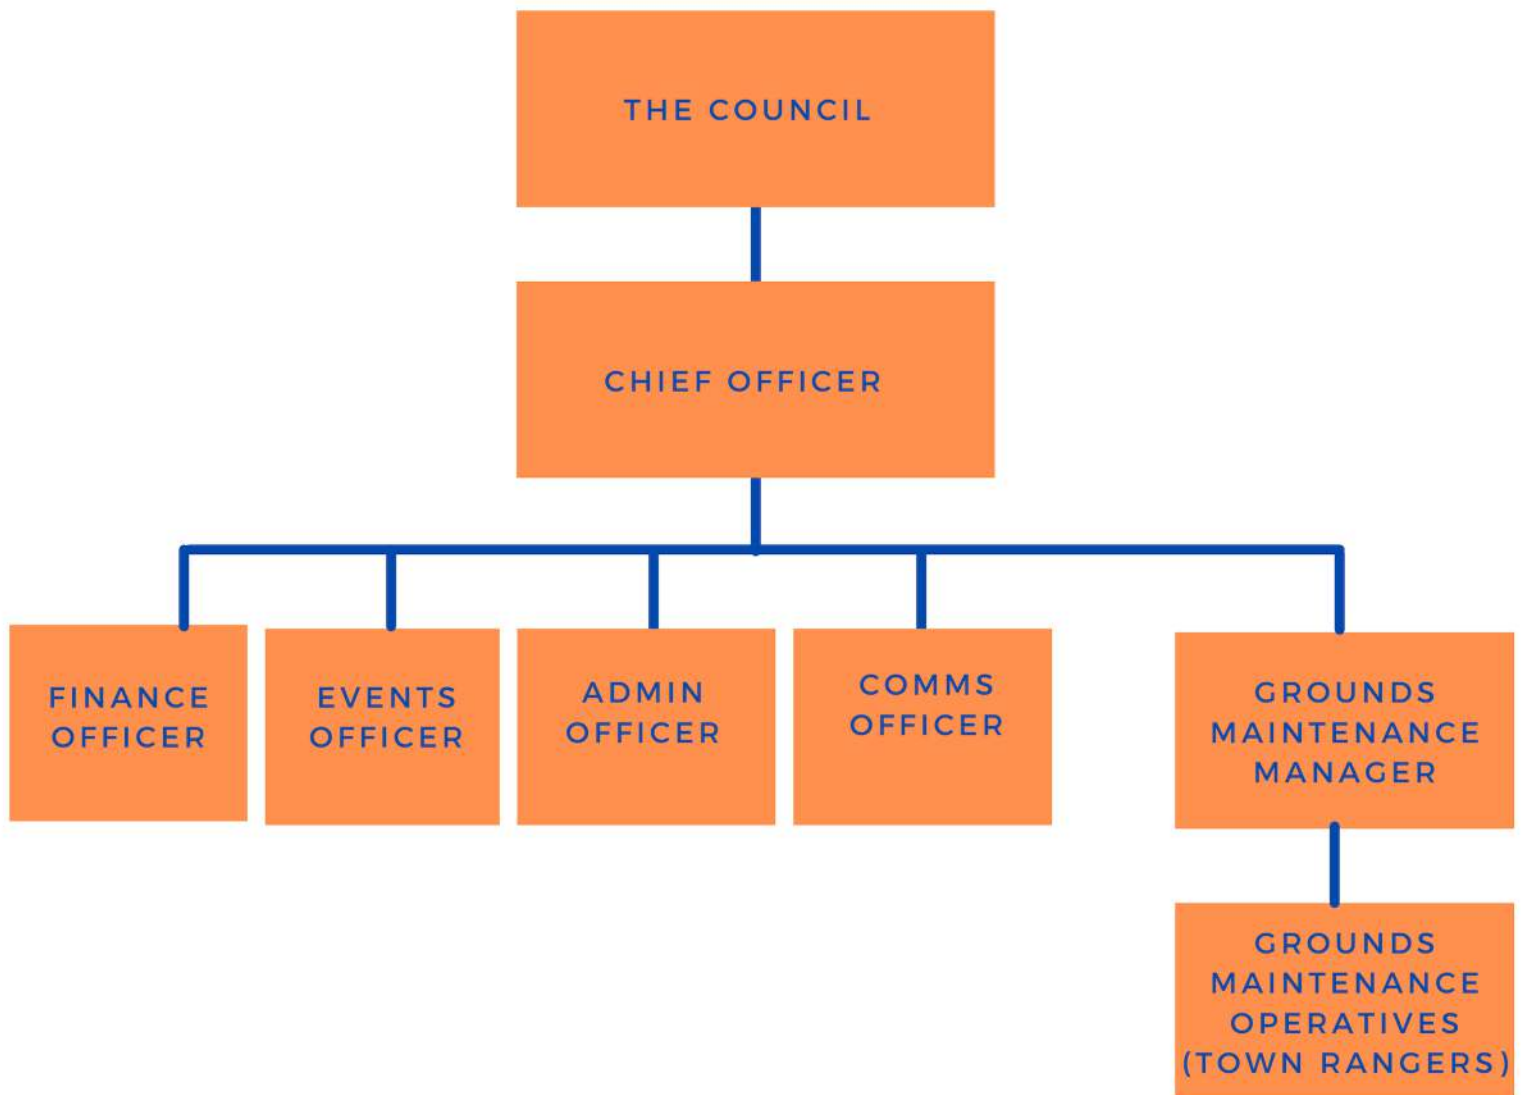 THE COUNCIL
CHIEF OFFICER
FINANCE
OFFICER
EVENTS
OFFICER
ADMIN
OFFICER
COMMS
OFFICER
GROUNDS
MAINTENANCE
MANAGER
GROUNDS
MAINTENANCE
OPERATIVES
(TOWN RANGERS)